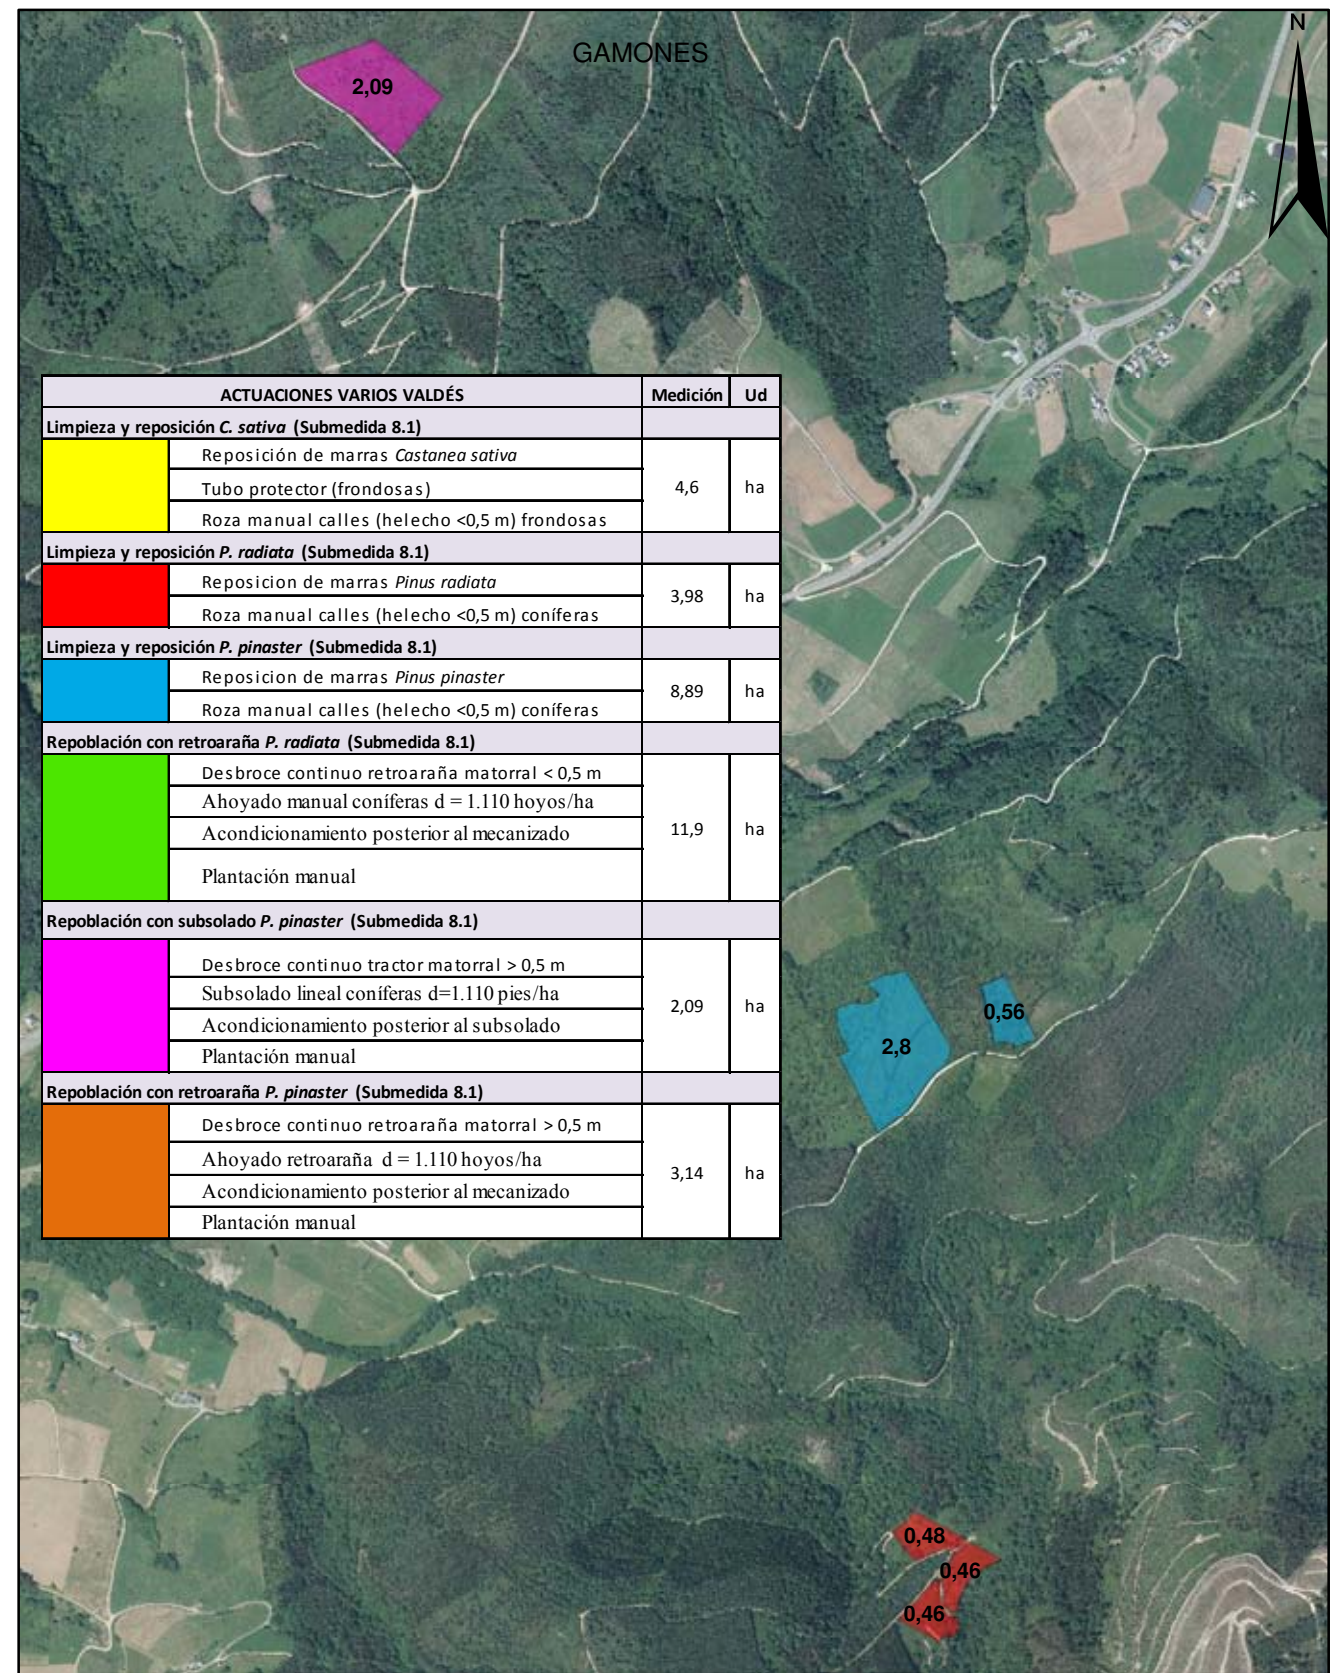 GAMONES
N
2,09
ACTUACIONES VARIOS VALDÉS Medición Ud
Limpieza y reposición C. sativa (Submedida 8.1)
Reposición de marras Castanea sativa
Tubo protector (frondosas)
4,6 ha
Roza manual calles (helecho <0,5 m) frondosas
Limpieza y reposición P. radiata (Submedida 8.1)
Reposicion de marras Pinus radiata
3,98 ha
Roza manual calles (helecho <0,5 m) coníferas
Limpieza y reposición P. pinaster (Submedida 8.1)
Reposicion de marras Pinus pinaster
8,89 ha
Roza manual calles (helecho <0,5 m) coníferas
Repoblación con retroaraña P. radiata (Submedida 8.1)
Desbroce continuo retroaraña matorral < 0,5 m
Ahoyado manual coníferas d = 1.110 hoyos/ha
Acondicionamiento posterior al mecanizado
11,9 ha
Plantación manual
Repoblación con subsolado P. pinaster (Submedida 8.1)
Desbroce continuo tractor matorral > 0,5 m
Subsolado lineal coníferas d=1.110 pies/ha
2,09 ha
Acondicionamiento posterior al subsolado
Plantación manual
Repoblación con retroaraña P. pinaster (Submedida 8.1)
Desbroce continuo retroaraña matorral > 0,5 m
Ahoyado retroaraña d = 1.110 hoyos/ha
3,14 ha
Acondicionamiento posterior al mecanizado
Plantación manual
0,56
2,8
0,48
0,46
0,46